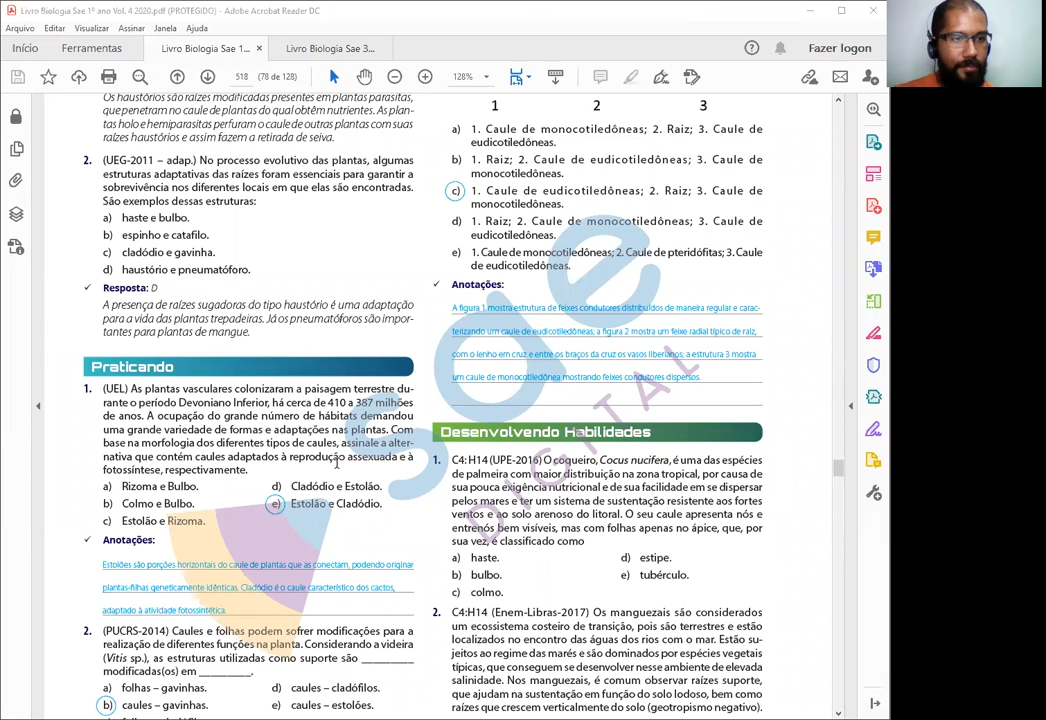 Livro Biologia Sae 1º ano Vol. 4 2020.pdf (PROTEGIDO) - Adobe Acrobat Reader DC
Arquivo Editar Visualizar Assinar Janela Ajuda
Início Ferramentas Livro Biologia Sae 1... × Livro Biologia Sae 3... Fazer logon
518 (78 de 128) 128%
Os haustórios são raízes modificadas presentes em plantas parasitas,
que penetram no caule de plantas do qual obtêm nutrientes. As plan-
tas holo e hemiparasitas perfuram o caule de outras plantas com suas
raízes haustórios e assim fazem a retirada de seiva.
2. (UEG-2011 – adap.) No processo evolutivo das plantas, algumas
estruturas adaptativas das raízes foram essenciais para garantir a
sobrevivência nos diferentes locais em que elas são encontradas.
São exemplos dessas estruturas:
a) haste e bulbo.
b) espinho e catafilo.
c) cladódio e gavinha.
d) haustório e pneumatóforo.
✓ Resposta: D
A presença de raízes sugadoras do tipo haustório é uma adaptação
para a vida das plantas trepadeiras. Já os pneumatóforos são impor-
tantes para plantas de mangue.
Praticando
1. (UEL) As plantas vasculares colonizaram a paisagem terrestre du-
rante o período Devoniano Inferior, há cerca de 410 a 387 milhões
de anos. A ocupação do grande número de hábitats demandou
uma grande variedade de formas e adaptações nas plantas. Com
base na morfologia dos diferentes tipos de caules, assinale a alter-
nativa que contém caules adaptados à reprodução assexuada e à
fotossíntese, respectivamente.
a) Rizoma e Bulbo.
b) Colmo e Bulbo.
c) Estolão e Rizoma.
d) Cladódio e Estolão.
e) Estolão e Cladódio.
✓ Anotações:
Estolões são porções horizontais do caule de plantas que as conectam, podendo originar
plantas-filhas geneticamente idênticas. Cladódio é o caule característico dos cactos,
adaptado à atividade fotossintética.
2. (PUCRS-2014) Caules e folhas podem sofrer modificações para a
realização de diferentes funções na planta. Considerando a videira
(Vitis sp.), as estruturas utilizadas como suporte são _________
modificadas(os) em _________.
a) folhas – gavinhas.
b) caules – gavinhas.
d) caules – cladófilos.
e) caules – estolões.
1 2 3
a) 1. Caule de monocotiledôneas; 2. Raiz; 3. Caule de
eudicotiledôneas.
b) 1. Raiz; 2. Caule de eudicotiledôneas; 3. Caule de
monocotiledôneas.
c) 1. Caule de eudicotiledôneas; 2. Raiz; 3. Caule de
monocotiledôneas.
d) 1. Raiz; 2. Caule de monocotiledôneas; 3. Caule de
eudicotiledôneas.
e) 1. Caule de monocotiledôneas; 2. Caule de pteridófitas; 3. Caule
de eudicotiledôneas.
✓ Anotações:
A figura 1 mostra estrutura de feixes condutores distribuídos de maneira regular e carac-
terizando um caule de eudicotiledôneas; a figura 2 mostra um feixe radial típico de raiz,
com o lenho em cruz e entre os braços da cruz os vasos liberianos; a estrutura 3 mostra
um caule de monocotiledônea mostrando feixes condutores dispersos.
Desenvolvendo Habilidades
1. C4:H14 (UPE-2016) O coqueiro, Cocus nucifera, é uma das espécies
de palmeira com maior distribuição na zona tropical, por causa de
sua pouca exigência nutricional e de sua facilidade em se dispersar
pelos mares e ter um sistema de sustentação resistente aos fortes
ventos e ao solo arenoso do litoral. O seu caule apresenta nós e
entrenós bem visíveis, mas com folhas apenas no ápice, que, por
sua vez, é classificado como
a) haste.
b) bulbo.
c) colmo.
d) estipe.
e) tubérculo.
2. C4:H14 (Enem-Libras-2017) Os manguezais são considerados
um ecossistema costeiro de transição, pois são terrestres e estão
localizados no encontro das águas dos rios com o mar. Estão su-
jeitos ao regime das marés e são dominados por espécies vegetais
típicas, que conseguem se desenvolver nesse ambiente de elevada
salinidade. Nos manguezais, é comum observar raízes suporte,
que ajudam na sustentação em função do solo lodoso, bem como
raízes que crescem verticalmente do solo (geotropismo negativo).
sae
DIGITAL